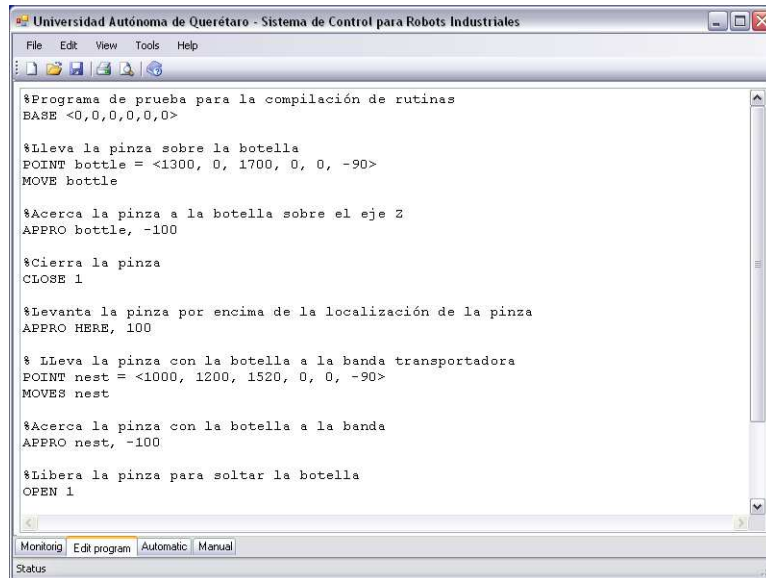 Universidad Autónoma de Querétaro - Sistema de Control para Robots Industriales
File Edit View Tools Help
%Programa de prueba para la compilación de rutinas
BASE <0,0,0,0,0,0>
%Lleva la pinza sobre la botella
POINT bottle = <1300, 0, 1700, 0, 0, -90>
MOVE bottle
%Acerca la pinza a la botella sobre el eje Z
APPRO bottle, -100
%Cierra la pinza
CLOSE 1
%Levanta la pinza por encima de la localización de la pinza
APPRO HERE, 100
% LLeva la pinza con la botella a la banda transportadora
POINT nest = <1000, 1200, 1520, 0, 0, -90>
MOVES nest
%Acerca la pinza con la botella a la banda
APPRO nest, -100
%Libera la pinza para soltar la botella
OPEN 1
Monitorig Edit program Automatic Manual
Status